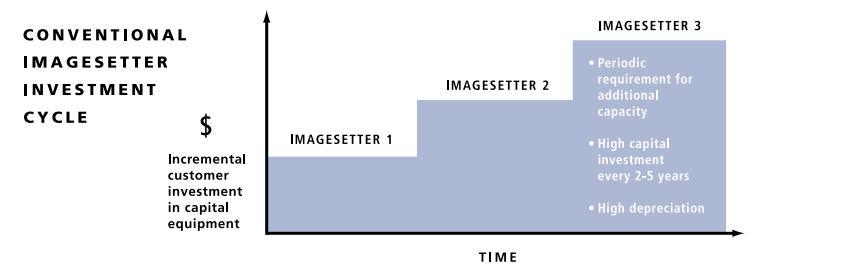 CONVENTIONAL
IMAGESETTER
INVESTMENT
CYCLE
$
Incremental
customer
investment
in capital
equipment
IMAGESETTER 1
IMAGESETTER 2
IMAGESETTER 3
• Periodic
requirement for
additional
capacity
• High capital
investment
every 2-5 years
• High depreciation
TIME